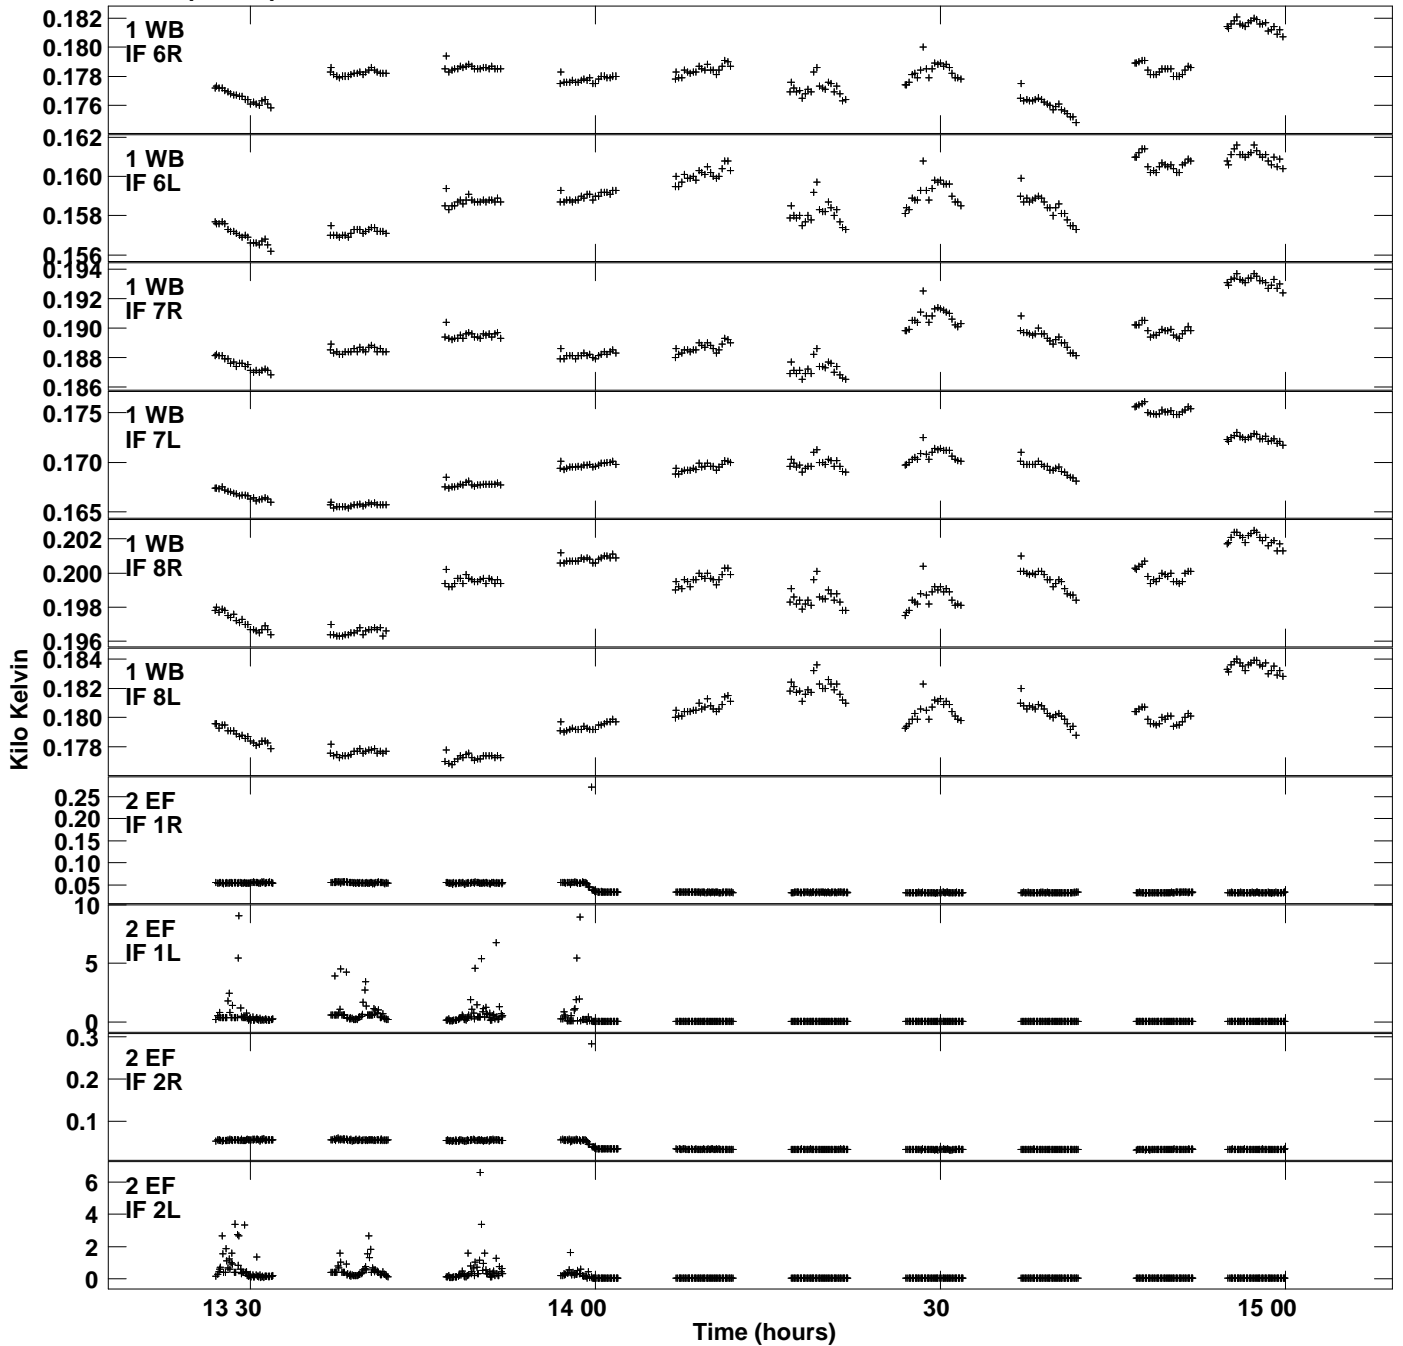 0.182
0.180
0.178
0.176
1 WB
IF 6R
0.162
0.160
0.158
0.156
1 WB
IF 6L
0.194
0.192
0.190
0.188
0.186
1 WB
IF 7R
0.175
0.170
0.165
1 WB
IF 7L
0.202
0.200
0.198
0.196
1 WB
IF 8R
0.184
0.182
0.180
0.178
1 WB
IF 8L
Kilo Kelvin
0.25
0.20
0.15
0.10
0.05
2 EF
IF 1R
10
5
0
2 EF
IF 1L
0.3
0.2
0.1
2 EF
IF 2R
6
4
2
0
2 EF
IF 2L
13 30 14 00 30 15 00
Time (hours)